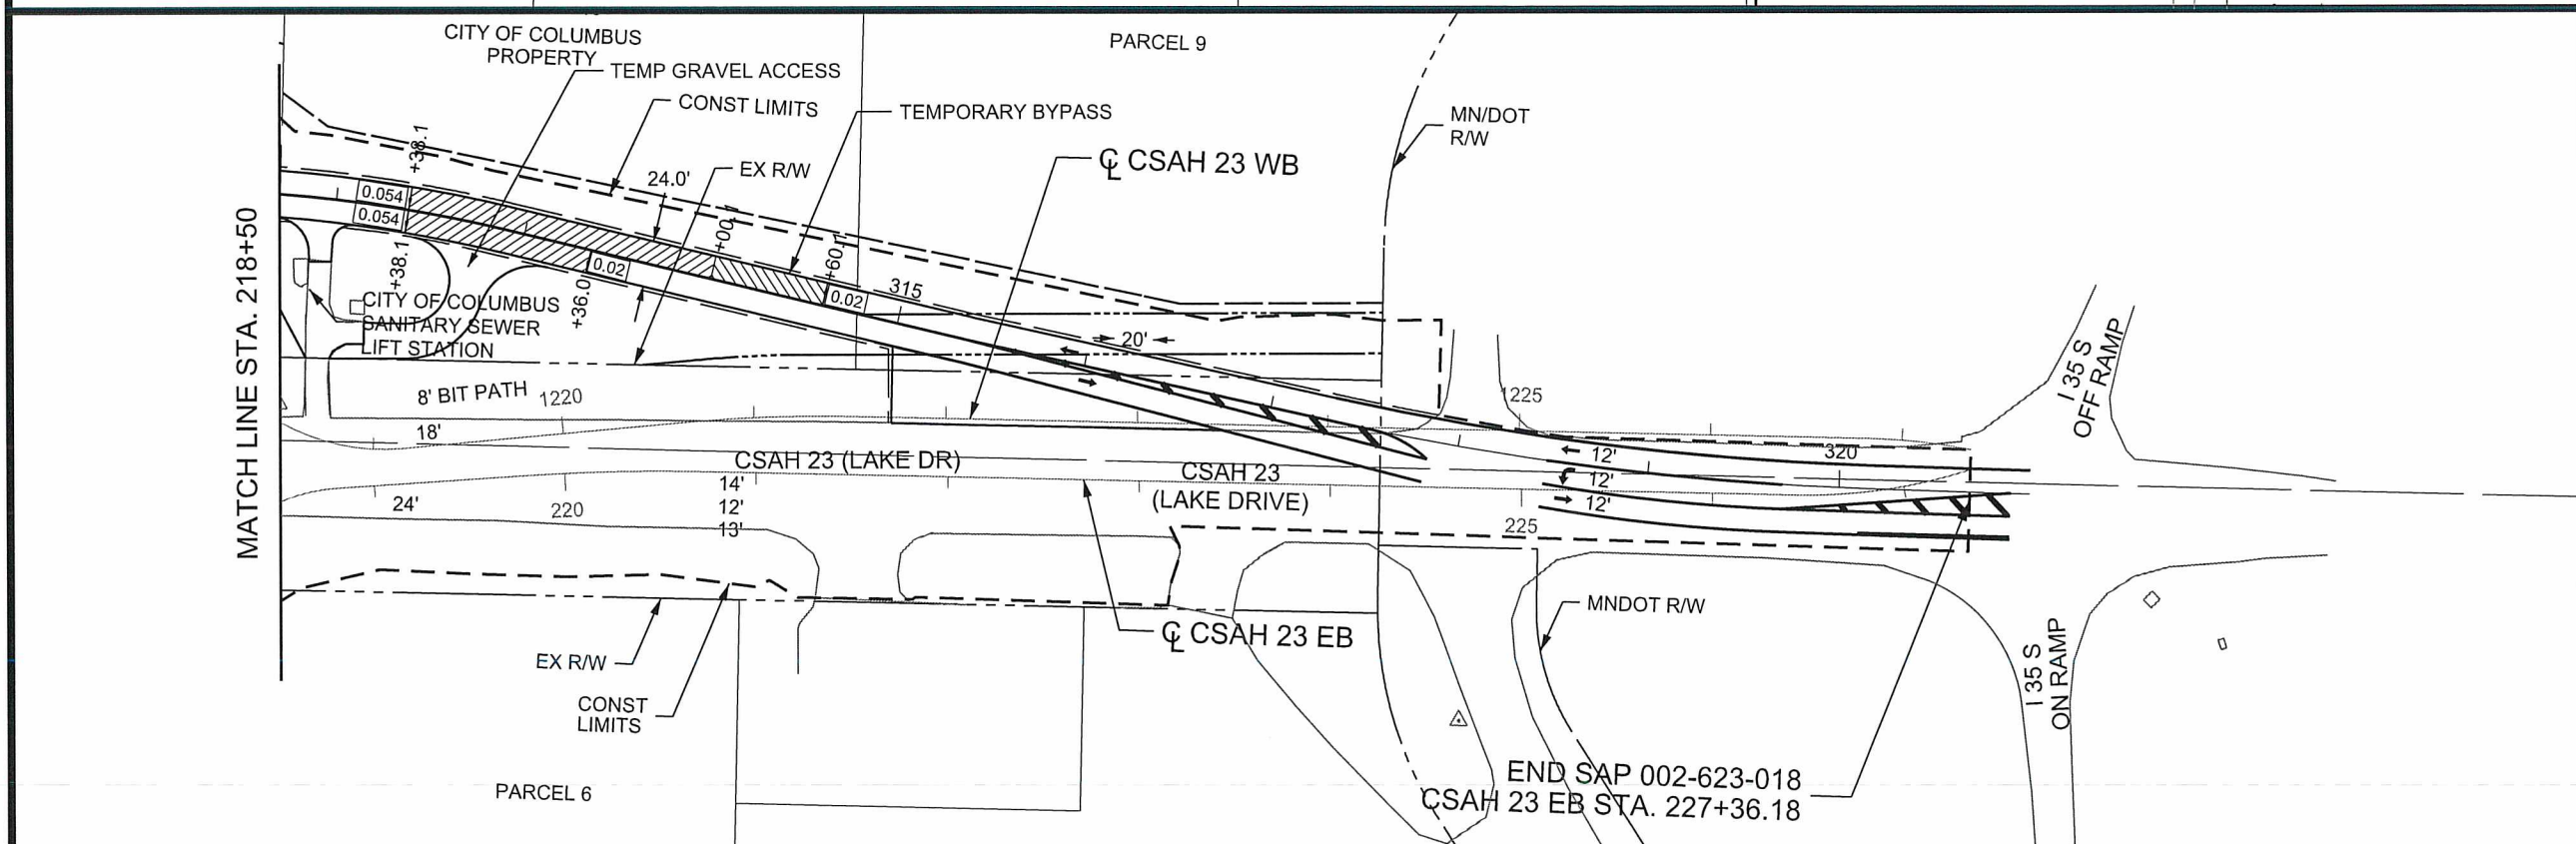 CITY OF COLUMBUS
PROPERTY
TEMP GRAVEL ACCESS
CONST LIMITS
TEMPORARY BYPASS
PARCEL 9
MN/DOT
R/W
EX R/W
℄ CSAH 23 WB
24.0'
+38.1
0.054
0.054
+38.1
+00.1
+60.1
0.02
+36.0
0.02
315
20'
MATCH LINE STA. 218+50
CITY OF COLUMBUS
SANITARY SEWER
LIFT STATION
8' BIT PATH
1220
18'
CSAH 23 (LAKE DR)
CSAH 23
(LAKE DRIVE)
1225
I 35 S
OFF RAMP
320
12'
12'
12'
24'
220
14'
12'
13'
225
MNDOT R/W
℄ CSAH 23 EB
EX R/W
CONST
LIMITS
PARCEL 6
I 35 S
ON RAMP
END SAP 002-623-018
CSAH 23 EB STA. 227+36.18